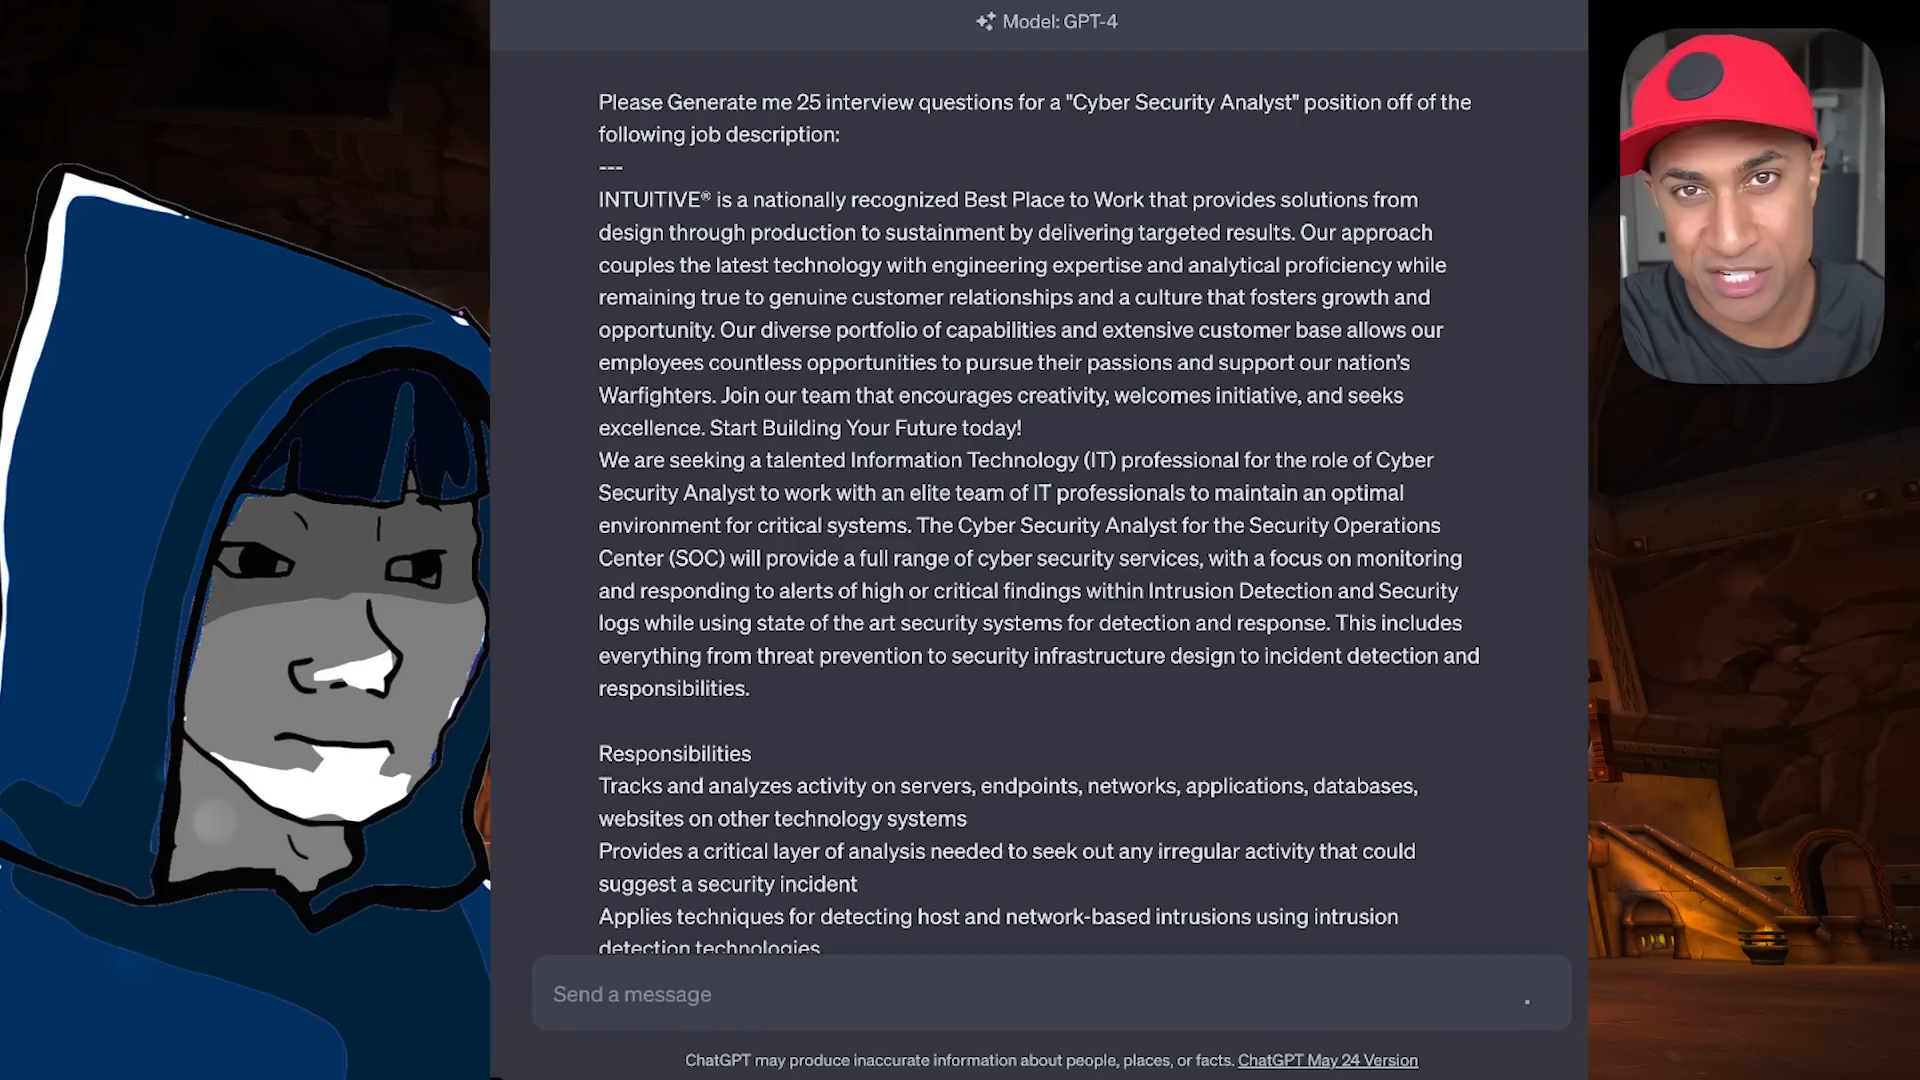 Model: GPT-4
Please Generate me 25 interview questions for a "Cyber Security Analyst" position off of the
following job description:
---
INTUITIVE® is a nationally recognized Best Place to Work that provides solutions from
design through production to sustainment by delivering targeted results. Our approach
couples the latest technology with engineering expertise and analytical proficiency while
remaining true to genuine customer relationships and a culture that fosters growth and
opportunity. Our diverse portfolio of capabilities and extensive customer base allows our
employees countless opportunities to pursue their passions and support our nation's
Warfighters. Join our team that encourages creativity, welcomes initiative, and seeks
excellence. Start Building Your Future today!
We are seeking a talented Information Technology (IT) professional for the role of Cyber
Security Analyst to work with an elite team of IT professionals to maintain an optimal
environment for critical systems. The Cyber Security Analyst for the Security Operations
Center (SOC) will provide a full range of cyber security services, with a focus on monitoring
and responding to alerts of high or critical findings within Intrusion Detection and Security
logs while using state of the art security systems for detection and response. This includes
everything from threat prevention to security infrastructure design to incident detection and
responsibilities.
Responsibilities
Tracks and analyzes activity on servers, endpoints, networks, applications, databases,
websites on other technology systems
Provides a critical layer of analysis needed to seek out any irregular activity that could
suggest a security incident
Applies techniques for detecting host and network-based intrusions using intrusion
detection technologies
Send a message
ChatGPT may produce inaccurate information about people, places, or facts. ChatGPT May 24 Version